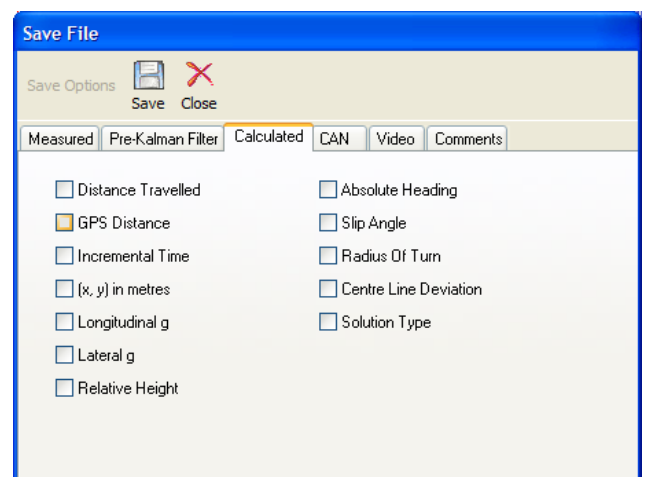 Save File
Save Options
Save Close
Measured Pre-Kalman Filter Calculated CAN Video Comments
Distance Travelled
GPS Distance
Incremental Time
(x, y) in metres
Longitudinal g
Lateral g
Relative Height
Absolute Heading
Slip Angle
Radius Of Turn
Centre Line Deviation
Solution Type